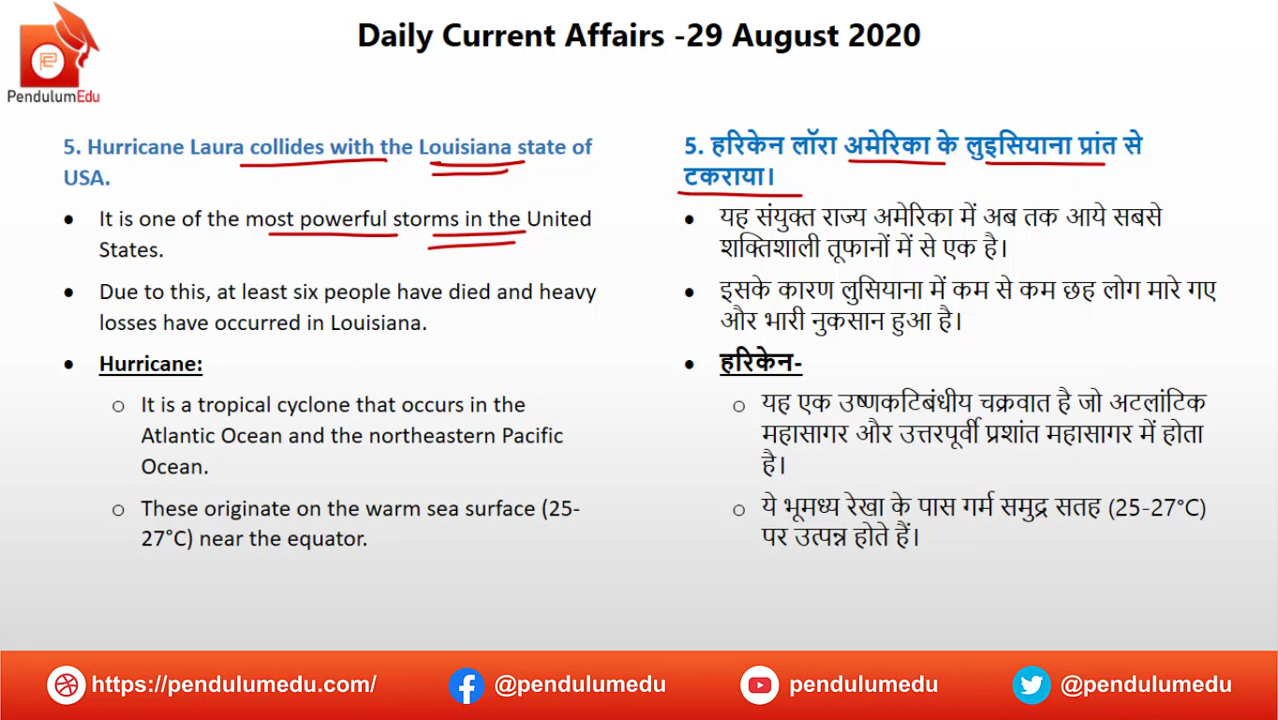 Daily Current Affairs -29 August 2020
PE
PendulumEdu
5. Hurricane Laura collides with the Louisiana state of
USA.
• It is one of the most powerful storms in the United
States.
• Due to this, at least six people have died and heavy
losses have occurred in Louisiana.
• Hurricane:
o It is a tropical cyclone that occurs in the
Atlantic Ocean and the northeastern Pacific
Ocean.
o These originate on the warm sea surface (25-
27°C) near the equator.
5. हरिकेन लॉरा अमेरिका के लुइसियाना प्रांत से
टकराया।
• यह संयुक्त राज्य अमेरिका में अब तक आये सबसे
शक्तिशाली तूफानों में से एक है।
• इसके कारण लुसियाना में कम से कम छह लोग मारे गए
और भारी नुकसान हुआ है।
• हरिकेन-
o यह एक उष्णकटिबंधीय चक्रवात है जो अटलांटिक
महासागर और उत्तरपूर्वी प्रशांत महासागर में होता
है।
o ये भूमध्य रेखा के पास गर्म समुद्र सतह (25-27°C)
पर उत्पन्न होते हैं।
https://pendulumedu.com/ @pendulumedu pendulumedu @pendulumedu